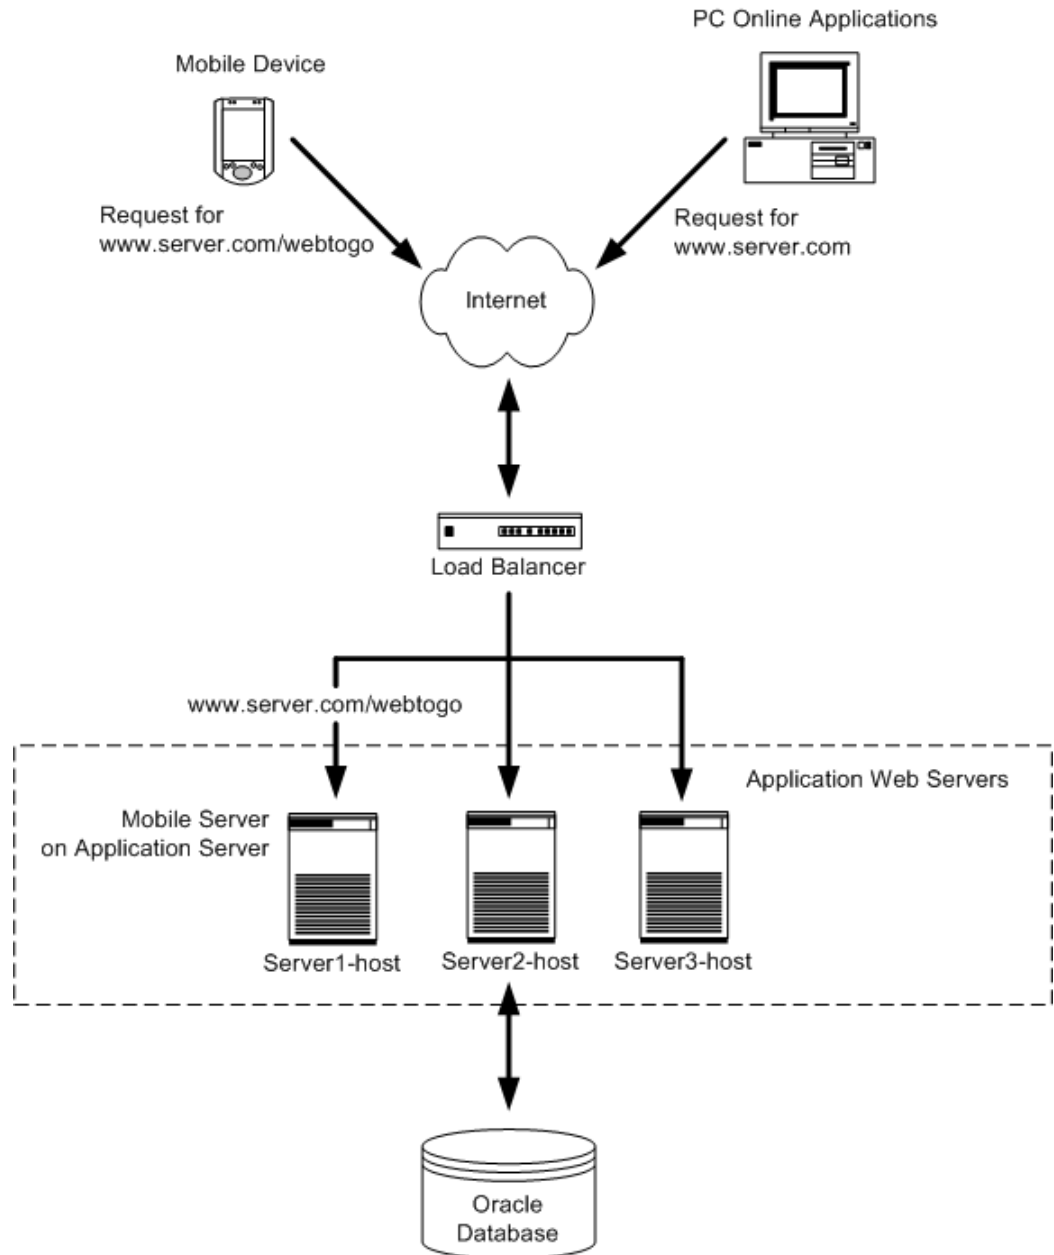 PC Online Applications
Mobile Device
Request for
www.server.com/webtogo
Request for
www.server.com
Internet
Load Balancer
www.server.com/webtogo
Application Web Servers
Mobile Server
on Application Server
Server1-host
Server2-host
Server3-host
Oracle
Database